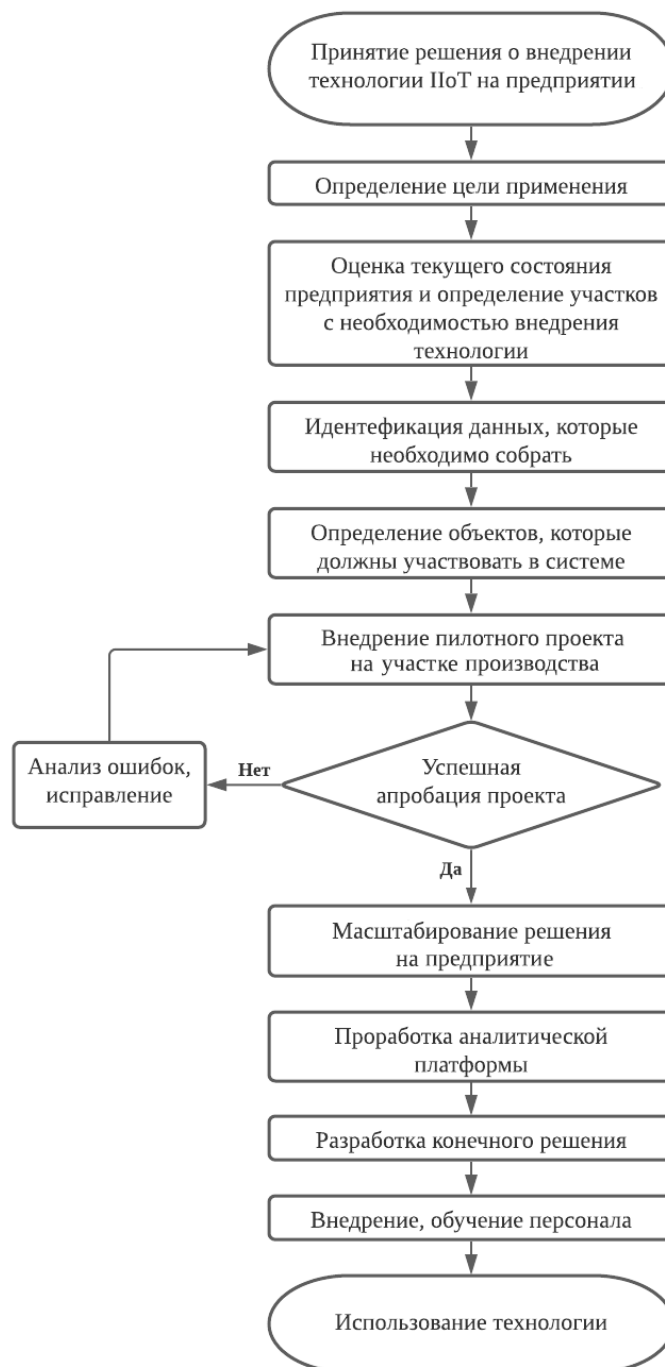 Принятие решения о внедрении
технологии IIoT на предприятии
Определение цели применения
Оценка текущего состояния
предприятия и определение участков
с необходимостью внедрения
технологии
Идентефикация данных, которые
необходимо собрать
Определение объектов, которые
должны участвовать в системе
Внедрение пилотного проекта
на участке производства
Анализ ошибок,
исправление
Нет
Успешная
апробация проекта
Да
Масштабирование решения
на предприятие
Проработка аналитической
платформы
Разработка конечного решения
Внедрение, обучение персонала
Использование технологии